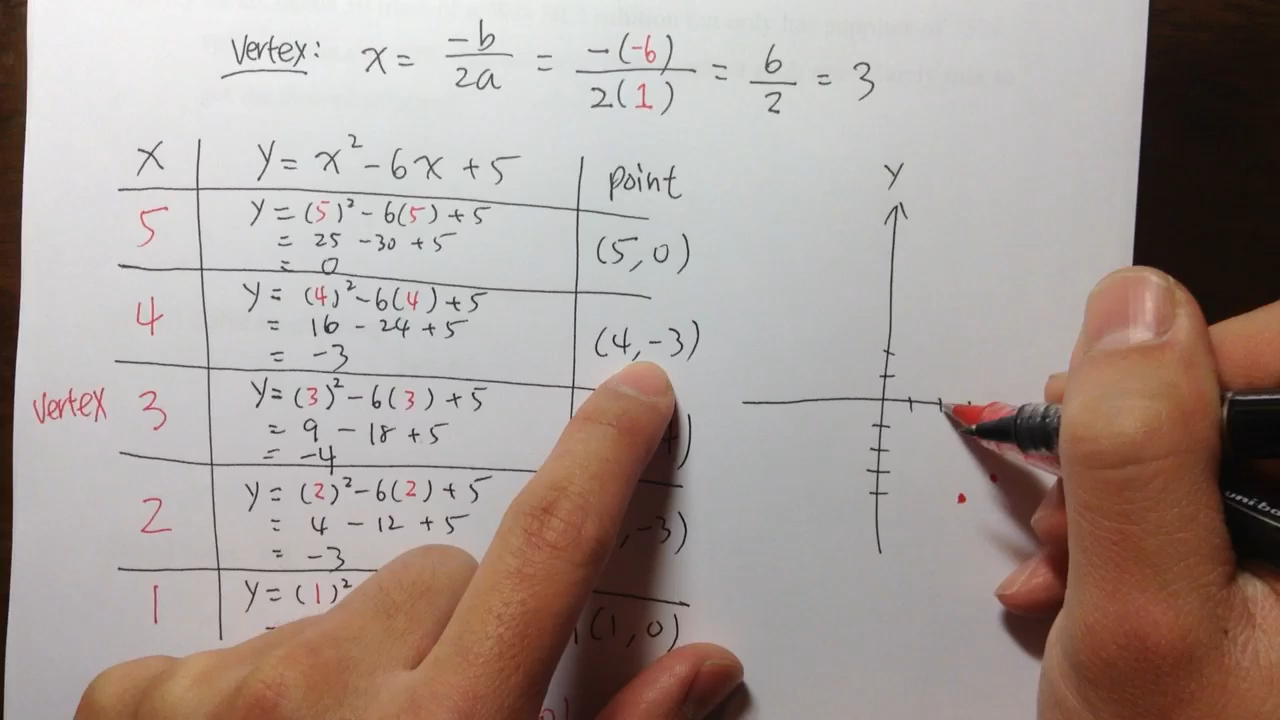 Vertex: x = -b / 2a = -(-6) / 2(1) = 6 / 2 = 3
x y = x² - 6x + 5 point
5 y = (5)² - 6(5) + 5
= 25 - 30 + 5 (5, 0)
= 0
4 y = (4)² - 6(4) + 5
= 16 - 24 + 5 (4, -3)
= -3
Vertex 3 y = (3)² - 6(3) + 5
= 9 - 18 + 5 4)
= -4
2 y = (2)² - 6(2) + 5
= 4 - 12 + 5 , -3)
= -3
1 y = (1)²
(1, 0)
y